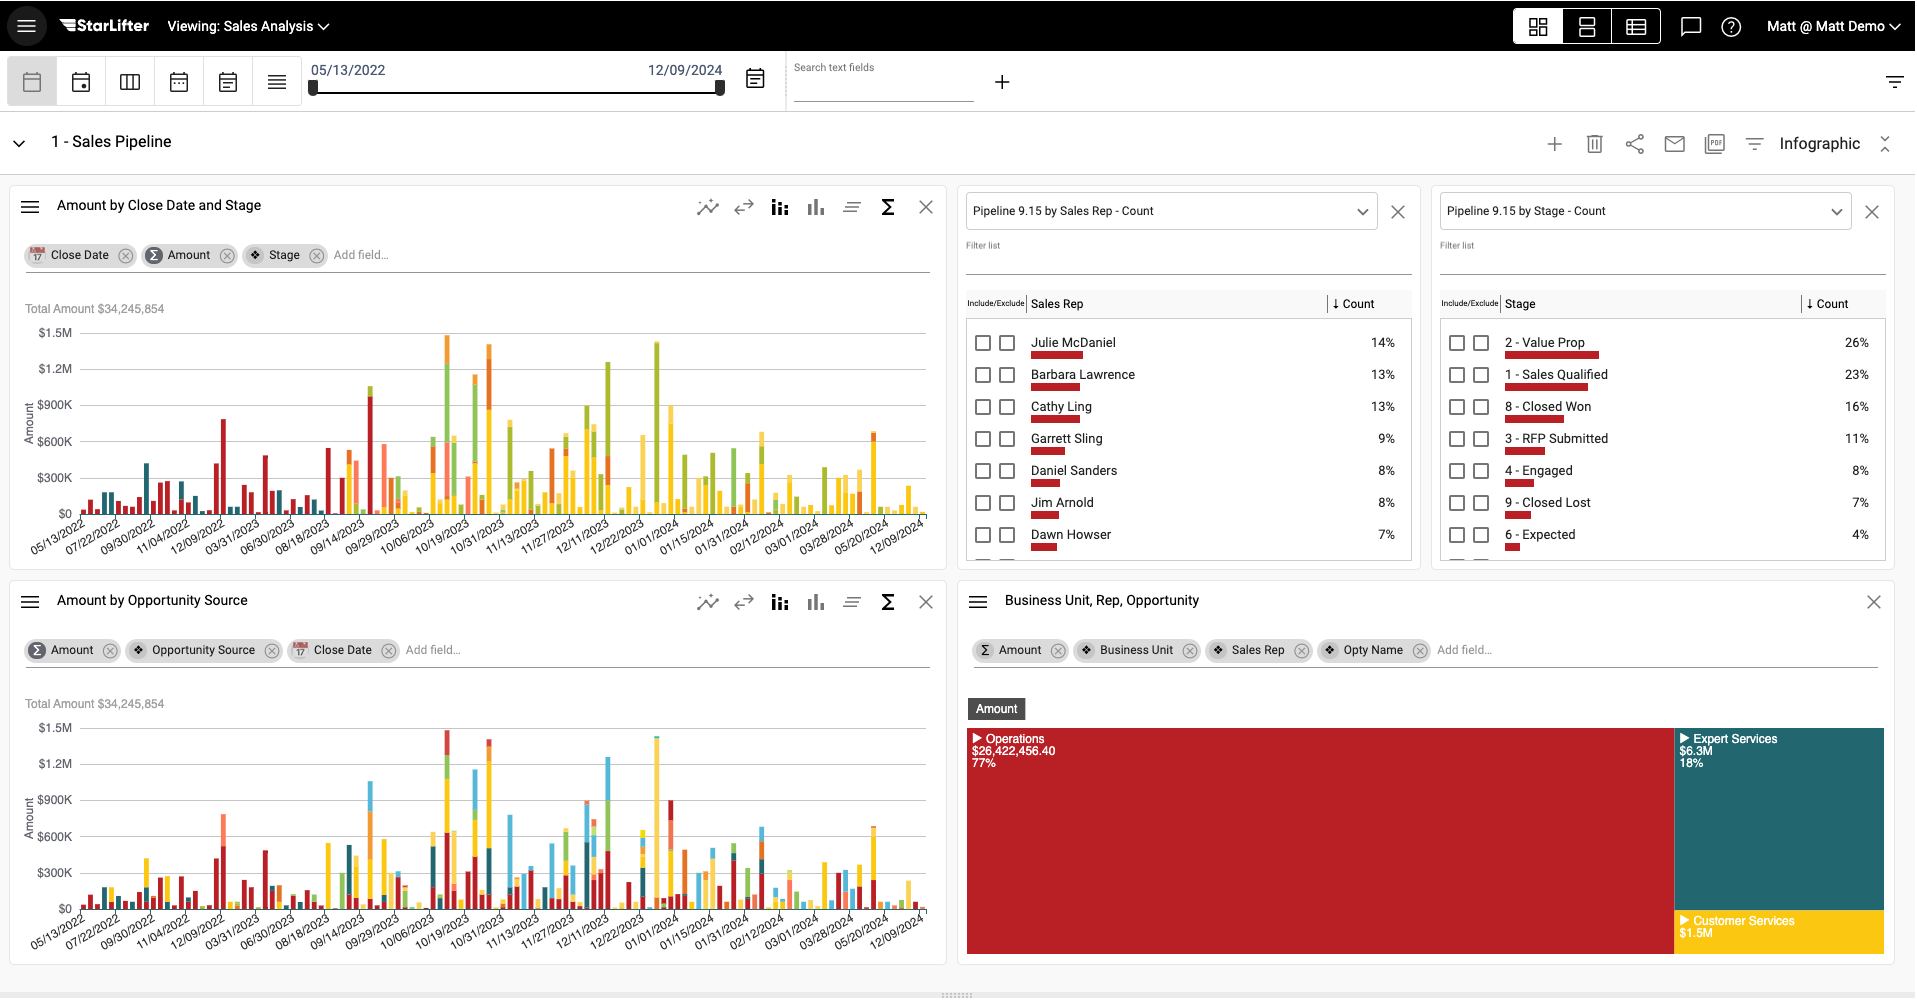 StarLifter
Viewing: Sales Analysis
Matt @ Matt Demo
05/13/2022
12/09/2024
Search text fields
1 - Sales Pipeline
PDF
Infographic
Amount by Close Date and Stage
17 Close Date
Σ Amount
Stage
Add field...
Total Amount $34,245,854
Amount
$1.5M
$1.2M
$900K
$600K
$300K
$0
05/13/2022 07/22/2022 09/30/2022 11/04/2022 12/09/2022 03/31/2023 06/30/2023 08/18/2023 09/14/2023 09/29/2023 10/06/2023 10/19/2023 10/31/2023 11/13/2023 11/27/2023 12/11/2023 12/22/2023 01/01/2024 01/15/2024 01/31/2024 02/12/2024 03/01/2024 03/28/2024 05/20/2024 12/09/2024
Pipeline 9.15 by Sales Rep - Count
Filter list
Include/Exclude Sales Rep ↓ Count
Julie McDaniel 14%
Barbara Lawrence 13%
Cathy Ling 13%
Garrett Sling 9%
Daniel Sanders 8%
Jim Arnold 8%
Dawn Howser 7%
Pipeline 9.15 by Stage - Count
Filter list
Include/Exclude Stage ↓ Count
2 - Value Prop 26%
1 - Sales Qualified 23%
8 - Closed Won 16%
3 - RFP Submitted 11%
4 - Engaged 8%
9 - Closed Lost 7%
6 - Expected 4%
Amount by Opportunity Source
Σ Amount
Opportunity Source
17 Close Date
Add field...
Total Amount $34,245,854
Amount
$1.5M
$1.2M
$900K
$600K
$300K
$0
05/13/2022 07/22/2022 09/30/2022 11/04/2022 12/09/2022 03/31/2023 06/30/2023 08/18/2023 09/14/2023 09/29/2023 10/06/2023 10/19/2023 10/31/2023 11/13/2023 11/27/2023 12/11/2023 12/22/2023 01/01/2024 01/15/2024 01/31/2024 02/12/2024 03/01/2024 03/28/2024 05/20/2024 12/09/2024
Business Unit, Rep, Opportunity
Σ Amount
Business Unit
Sales Rep
Opty Name
Add field...
Amount
Operations
$26,422,456.40
77%
Expert Services
$6.3M
18%
Customer Services
$1.5M